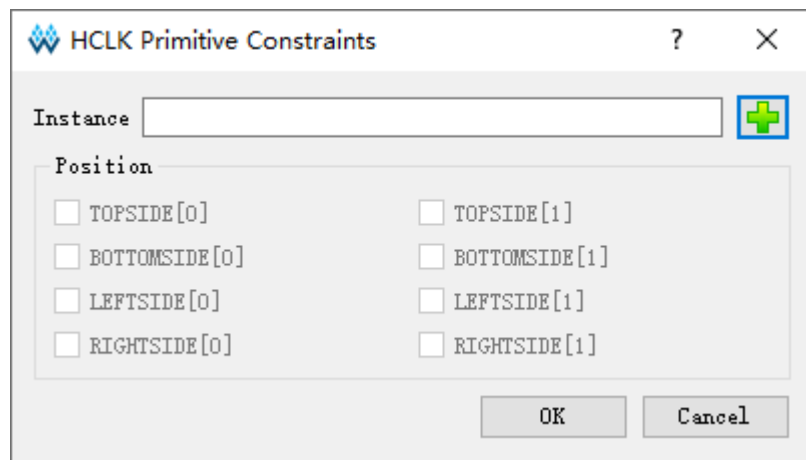 HCLK Primitive Constraints ? ×
Instance
Position
TOPSIDE[0] TOPSIDE[1]
BOTTOMSIDE[0] BOTTOMSIDE[1]
LEFTSIDE[0] LEFTSIDE[1]
RIGHTSIDE[0] RIGHTSIDE[1]
OK Cancel